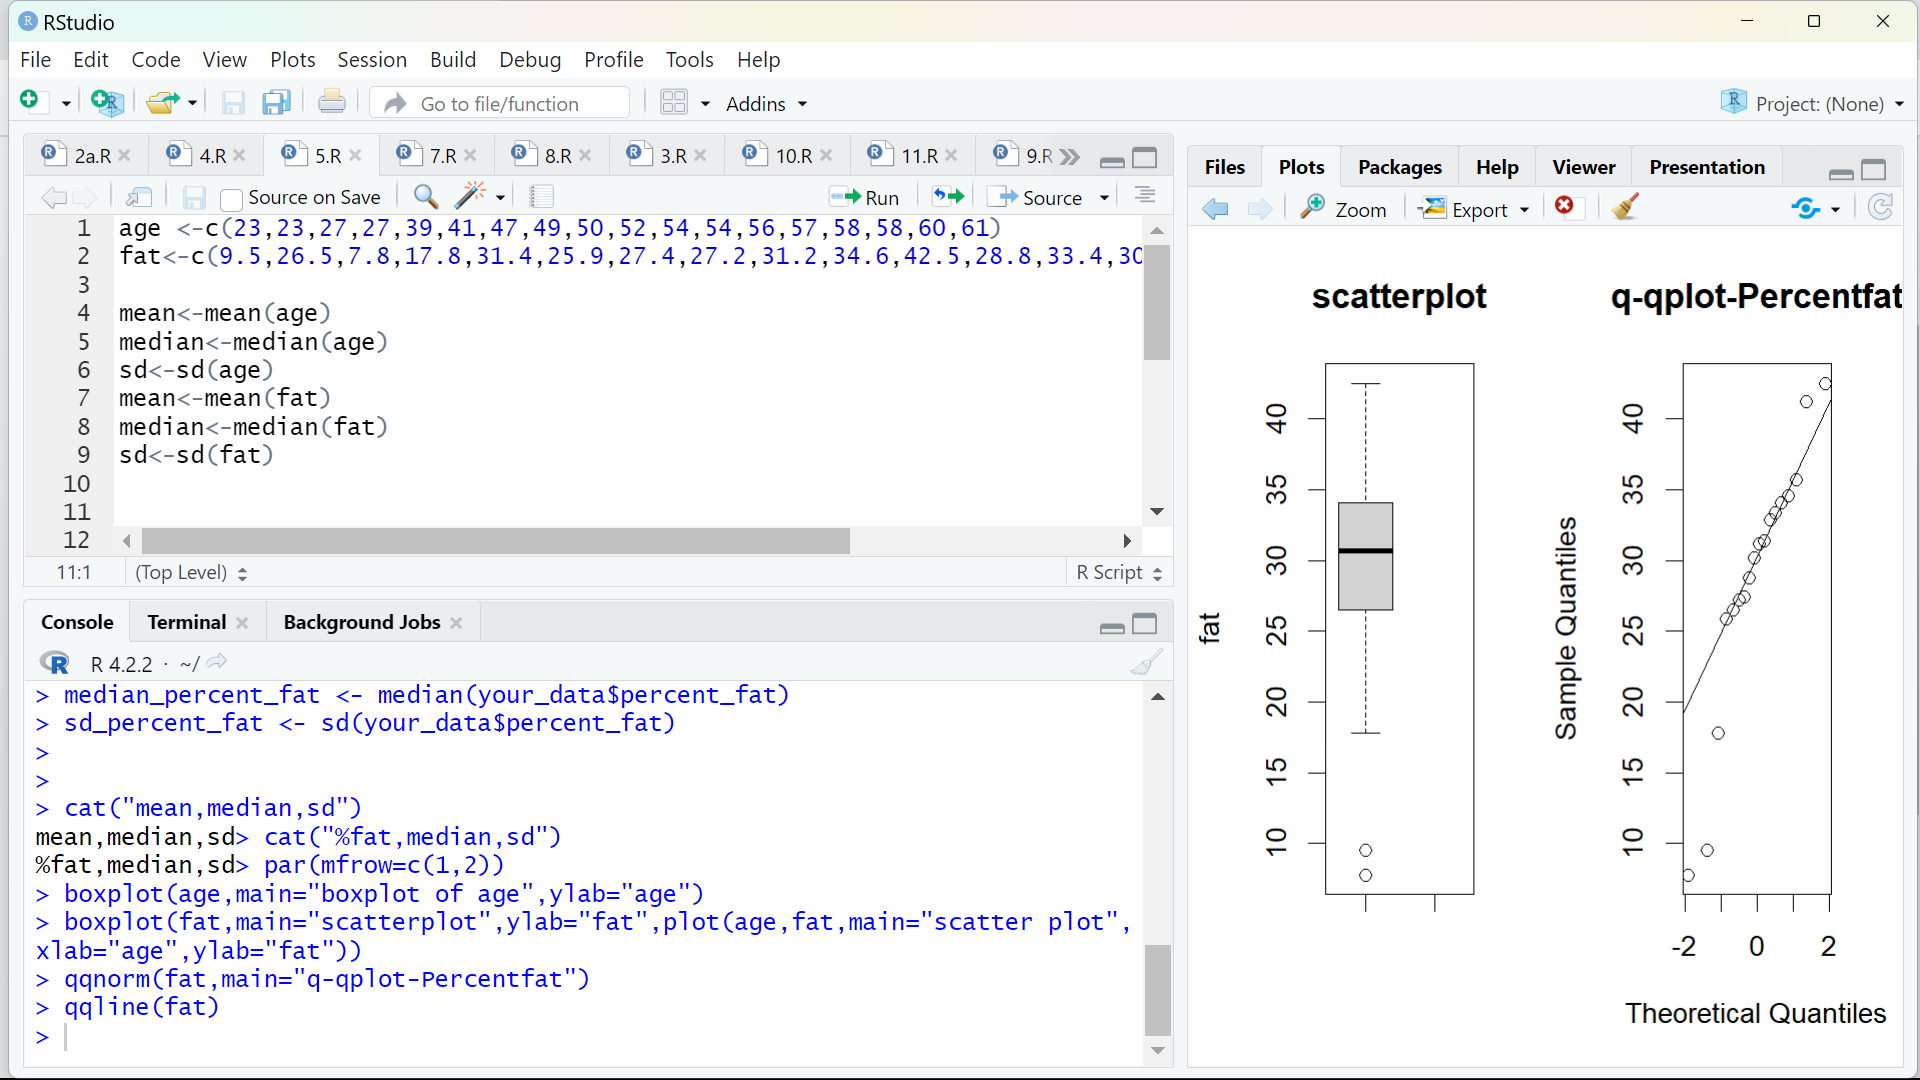 RStudio
File Edit Code View Plots Session Build Debug Profile Tools Help
Go to file/function Addins Project: (None)
2a.R 4.R 5.R 7.R 8.R 3.R 10.R 11.R 9.R
Source on Save Run Source
1 age <-c(23,23,27,27,39,41,47,49,50,52,54,54,56,57,58,58,60,61)
2 fat<-c(9.5,26.5,7.8,17.8,31.4,25.9,27.4,27.2,31.2,34.6,42.5,28.8,33.4,30
3
4 mean<-mean(age)
5 median<-median(age)
6 sd<-sd(age)
7 mean<-mean(fat)
8 median<-median(fat)
9 sd<-sd(fat)
10
11
12
11:1 (Top Level) R Script
Console Terminal Background Jobs
R 4.2.2 · ~/
> median_percent_fat <- median(your_data$percent_fat)
> sd_percent_fat <- sd(your_data$percent_fat)
>
>
> cat("mean,median,sd")
mean,median,sd> cat("%fat,median,sd")
%fat,median,sd> par(mfrow=c(1,2))
> boxplot(age,main="boxplot of age",ylab="age")
> boxplot(fat,main="scatterplot",ylab="fat",plot(age,fat,main="scatter plot",
xlab="age",ylab="fat"))
> qqnorm(fat,main="q-qplot-Percentfat")
> qqline(fat)
>
Files Plots Packages Help Viewer Presentation
Zoom Export
scatterplot
fat
40
35
30
25
20
15
10
q-qplot-Percentfat
Sample Quantiles
40
35
30
25
20
15
10
-2 0 2
Theoretical Quantiles